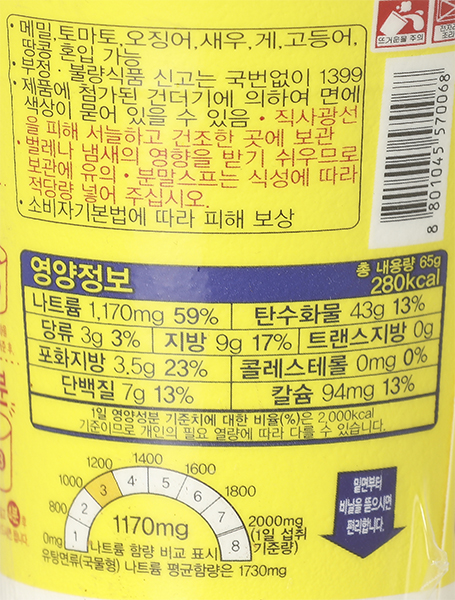 • 메밀, 토마토, 오징어, 새우, 게, 고등어,
땅콩 혼입 가능
• 부정 · 불량식품 신고는 국번없이 1399
• 제품에 첨가된 건더기에 의하여 면에
색상이 묻어 있을 수 있음 • 직사광선
을 피해 서늘하고 건조한 곳에 보관
• 벌레나 냄새의 영향을 받기 쉬우므로
보관에 유의 • 분말스프는 식성에 따라
적당량 넣어 주십시오.
• 소비자기본법에 따라 피해 보상
뜨거운물 주의
8 801045 570068
영양정보
총 내용량 65g
280kcal
나트륨 1,170mg 59% 탄수화물 43g 13%
당류 3g 3% 지방 9g 17% 트랜스지방 0g
포화지방 3.5g 23% 콜레스테롤 0mg 0%
단백질 7g 13% 칼슘 94mg 13%
1일 영양성분 기준치에 대한 비율(%)은 2,000kcal
기준이므로 개인의 필요 열량에 따라 다를 수 있습니다.
0mg 800 1000 1200 1400 1600 1800 2000mg
(1일 섭취
기준량)
1 2 3 4 5 6 7 8
1170mg
나트륨 함량 비교 표시
유탕면류(국물형) 나트륨 평균함량은 1730mg
밑면부터
비닐을 뜯으시면
편리합니다.